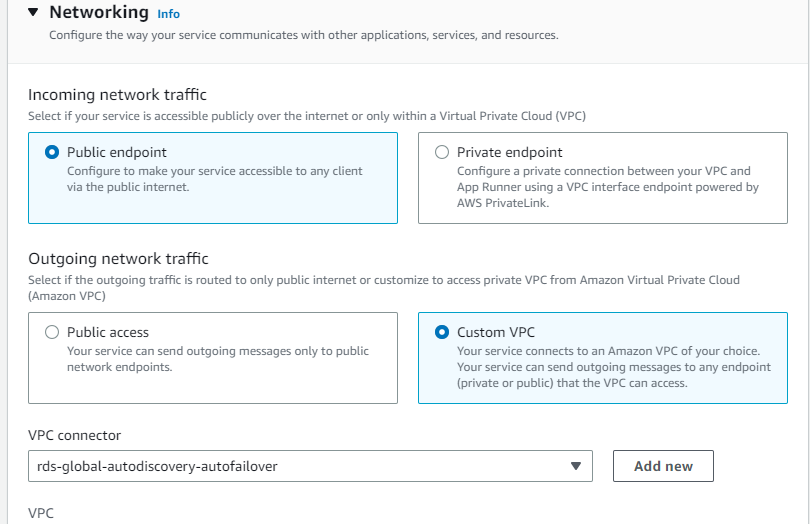 Networking Info
Configure the way your service communicates with other applications, services, and resources.
Incoming network traffic
Select if your service is accessible publicly over the internet or only within a Virtual Private Cloud (VPC)
Public endpoint
Configure to make your service accessible to any client
via the public internet.
Private endpoint
Configure a private connection between your VPC and
App Runner using a VPC interface endpoint powered by
AWS PrivateLink.
Outgoing network traffic
Select if the outgoing traffic is routed to only public internet or customize to access private VPC from Amazon Virtual Private Cloud
(Amazon VPC)
Public access
Your service can send outgoing messages only to public
network endpoints.
Custom VPC
Your service connects to an Amazon VPC of your choice.
Your service can send outgoing messages to any endpoint
(private or public) that the VPC can access.
VPC connector
rds-global-autodiscovery-autofailover
Add new
VPC